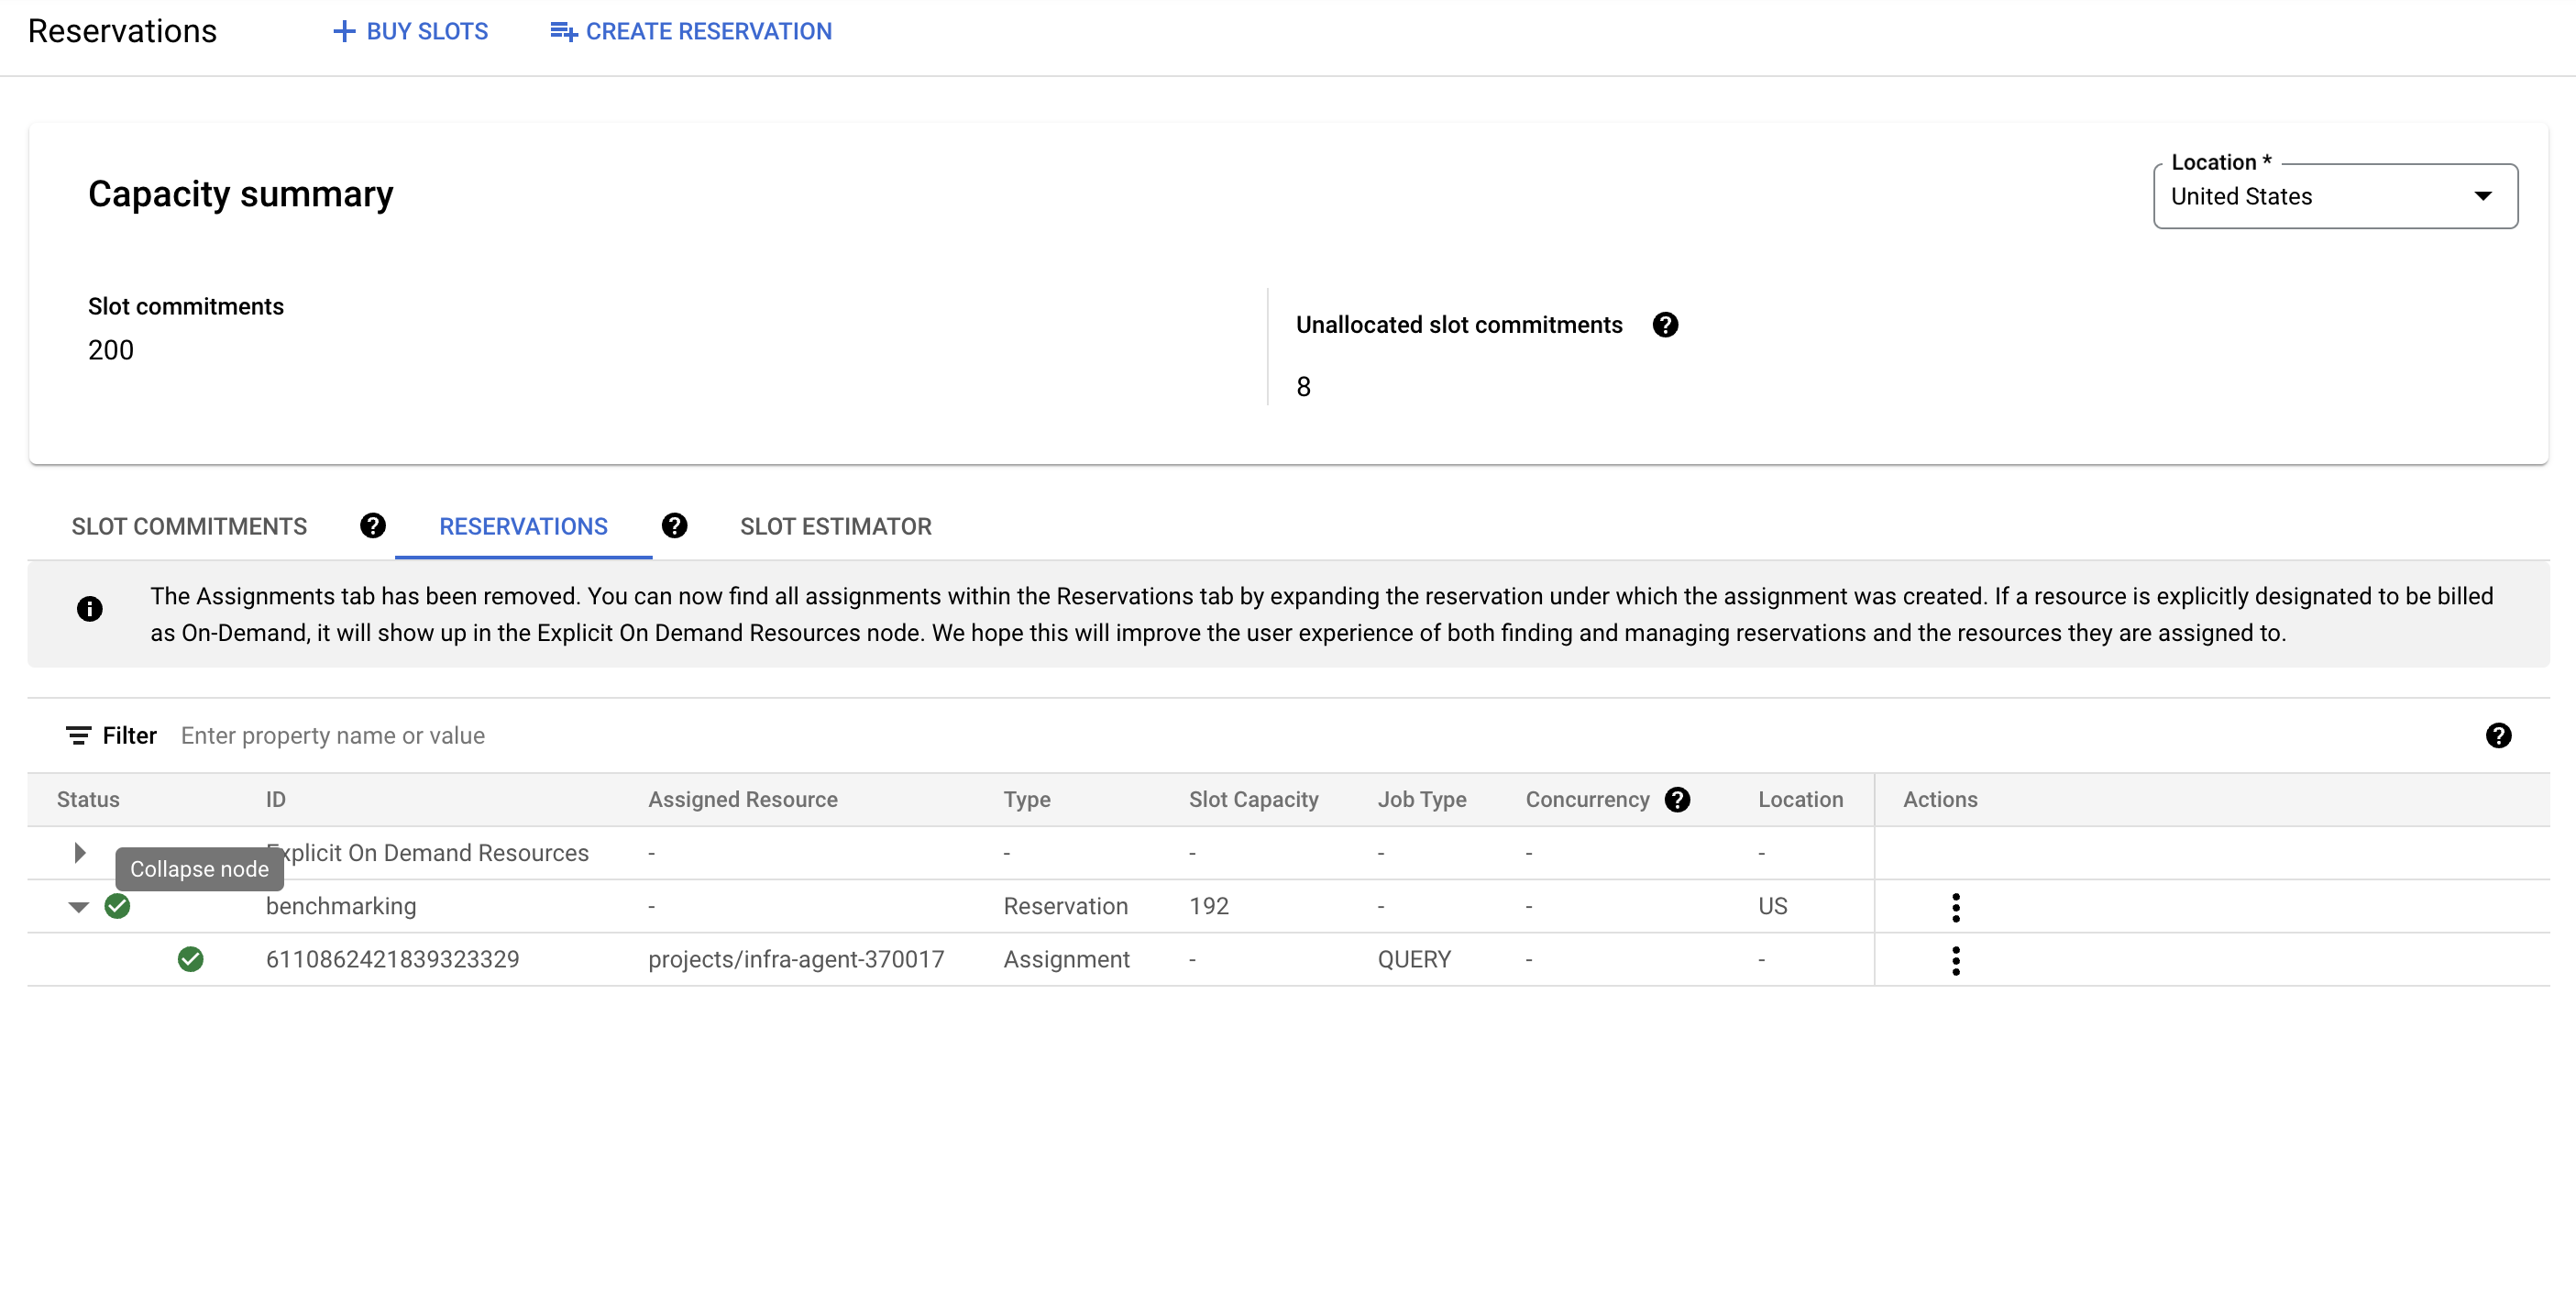 Reservations
BUY SLOTS
CREATE RESERVATION
Capacity summary
Location *
United States
Slot commitments
200
Unallocated slot commitments
8
SLOT COMMITMENTS
RESERVATIONS
SLOT ESTIMATOR
The Assignments tab has been removed. You can now find all assignments within the Reservations tab by expanding the reservation under which the assignment was created. If a resource is explicitly designated to be billed
as On-Demand, it will show up in the Explicit On Demand Resources node. We hope this will improve the user experience of both finding and managing reservations and the resources they are assigned to.
Filter Enter property name or value
Status ID Assigned Resource Type Slot Capacity Job Type Concurrency Location Actions
Explicit On Demand Resources - - - - - -
Collapse node
benchmarking - Reservation 192 - - US
6110862421839323329 projects/infra-agent-370017 Assignment - QUERY - -